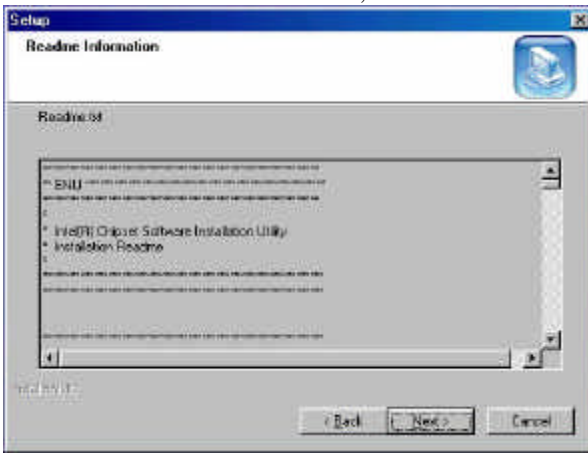 Setup
Readme Information
Readme.txt
* ENU
*
* Intel(R) Chipset Software Installation Utility
* Installation Readme
*
< Back
Next >
Cancel